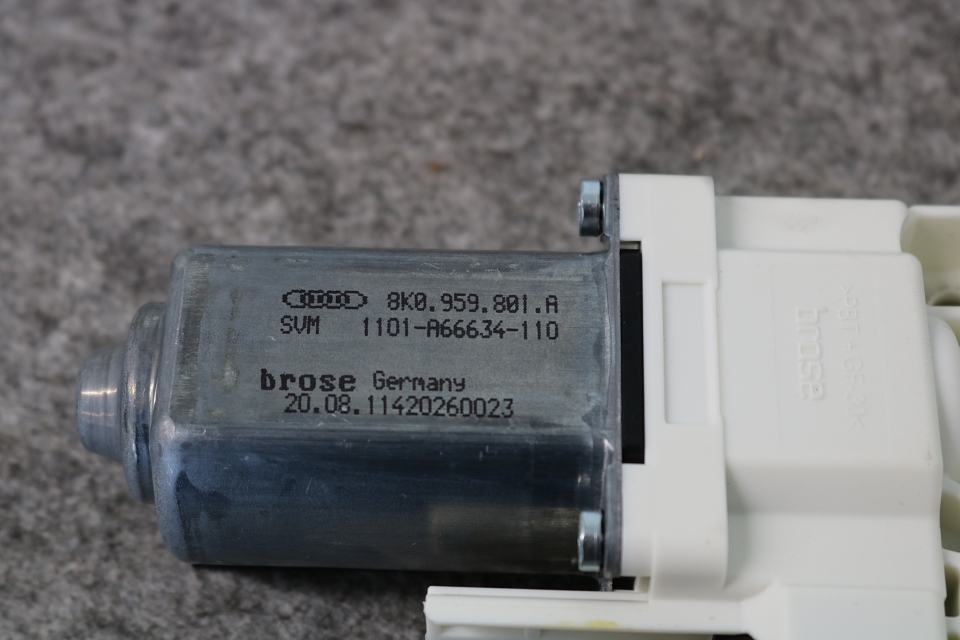 8K0.959.801.A
SVM 1101-A66634-110
brose Germany
20.08.11420260023
brose